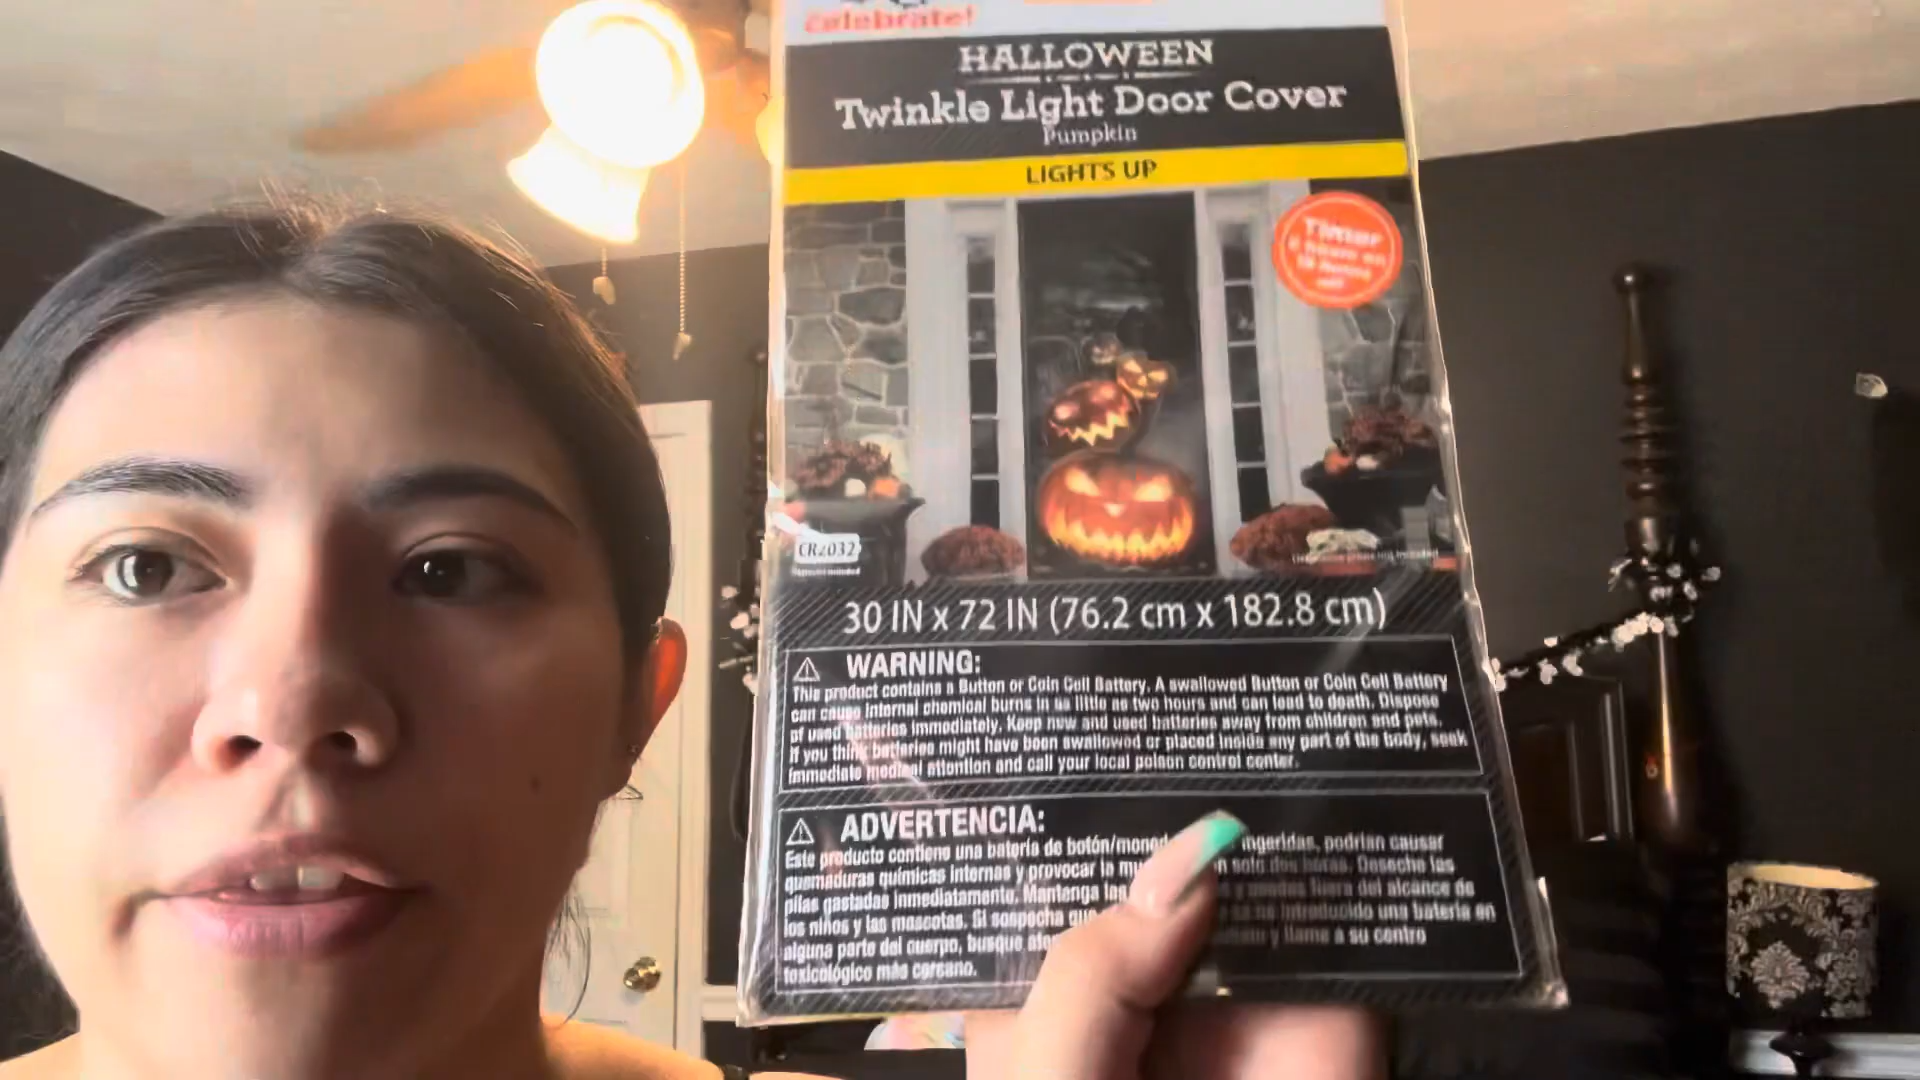 celebrate!
HALLOWEEN
Twinkle Light Door Cover
Pumpkin
LIGHTS UP
Timer
CR2032
30 IN x 72 IN (76.2 cm x 182.8 cm)
WARNING:
This product contains a Button or Coin Cell Battery. A swallowed Button or Coin Cell Battery
can cause internal chemical burns in as little as two hours and can lead to death. Dispose
of used batteries immediately. Keep new and used batteries away from children and pets.
If you think batteries might have been swallowed or placed inside any part of the body, seek
immediate medical attention and call your local poison control center.
ADVERTENCIA:
Este producto contiene una batería de botón/moned ingeridas, podrían causar
quemaduras químicas internas y provocar la mu en solo dos horas. Deseche las
pilas gastadas inmediatamente. Mantenga las y usadas fuera del alcance de
los niños y las mascotas. Si sospecha que se ha introducido una batería en
alguna parte del cuerpo, busque y llame a su centro
toxicológico más cercano.